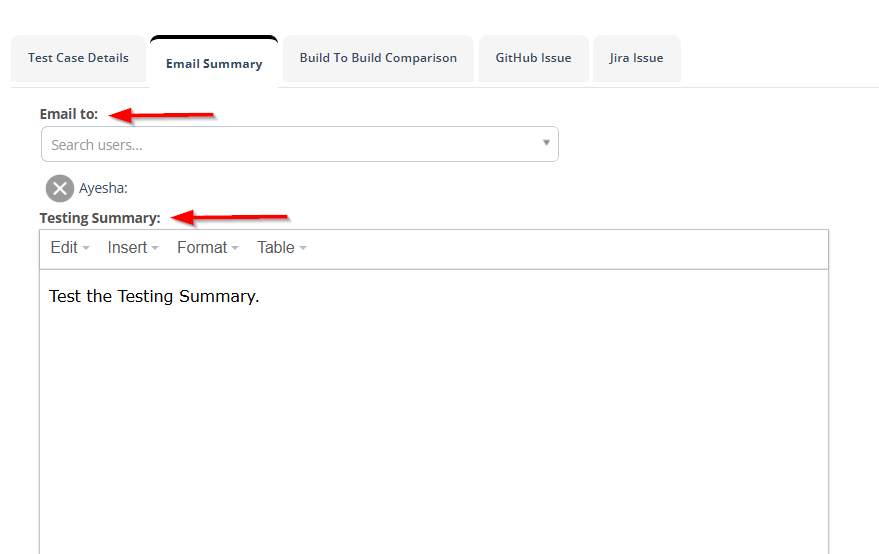 Test Case Details Email Summary Build To Build Comparison GitHub Issue Jira Issue
Email to:
Search users...
Ayesha:
Testing Summary:
Edit Insert Format Table
Test the Testing Summary.